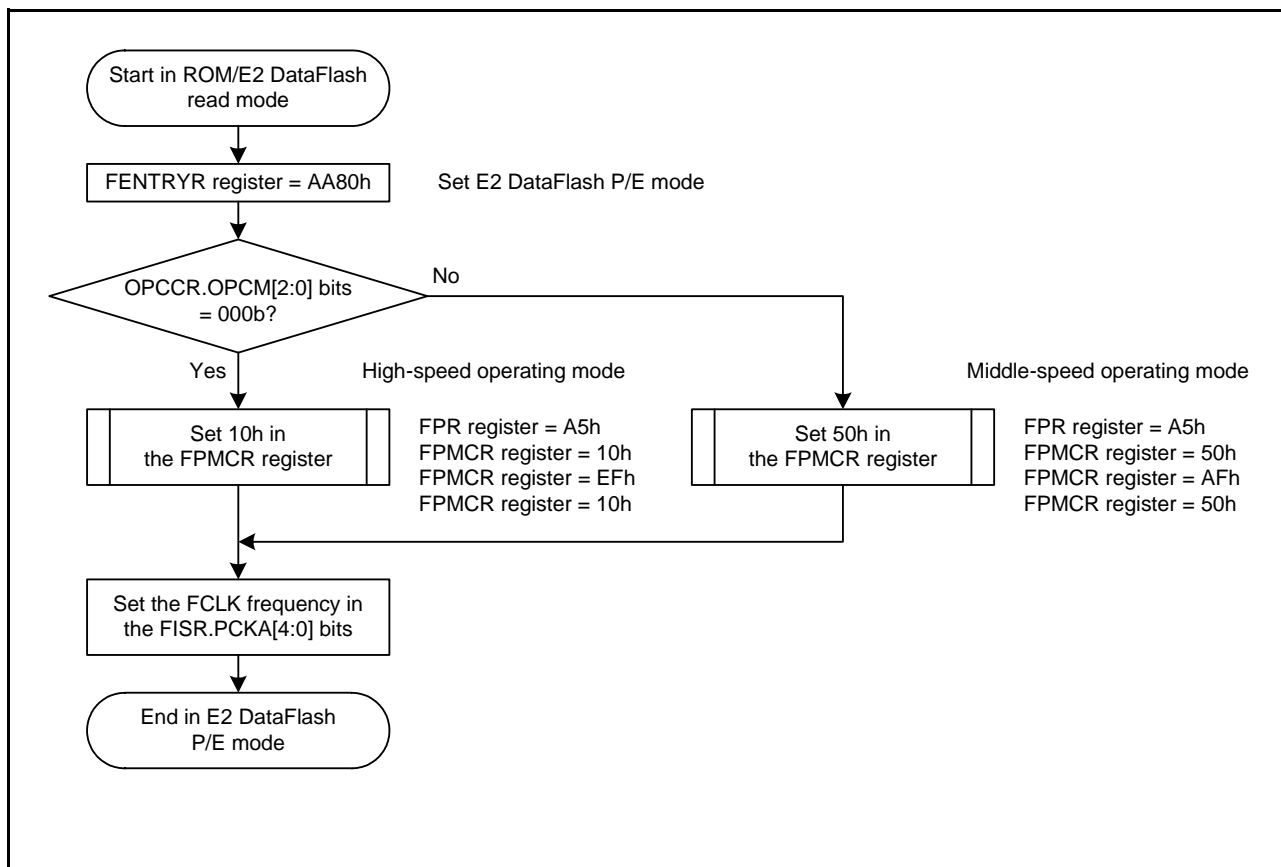 Start in ROM/E2 DataFlash
read mode
FENTRYR register = AA80h
Set E2 DataFlash P/E mode
OPCCR.OPCM[2:0] bits
= 000b?
No
Yes
High-speed operating mode
Middle-speed operating mode
Set 10h in
the FPMCR register
FPR register = A5h
FPMCR register = 10h
FPMCR register = EFh
FPMCR register = 10h
Set 50h in
the FPMCR register
FPR register = A5h
FPMCR register = 50h
FPMCR register = AFh
FPMCR register = 50h
Set the FCLK frequency in
the FISR.PCKA[4:0] bits
End in E2 DataFlash
P/E mode